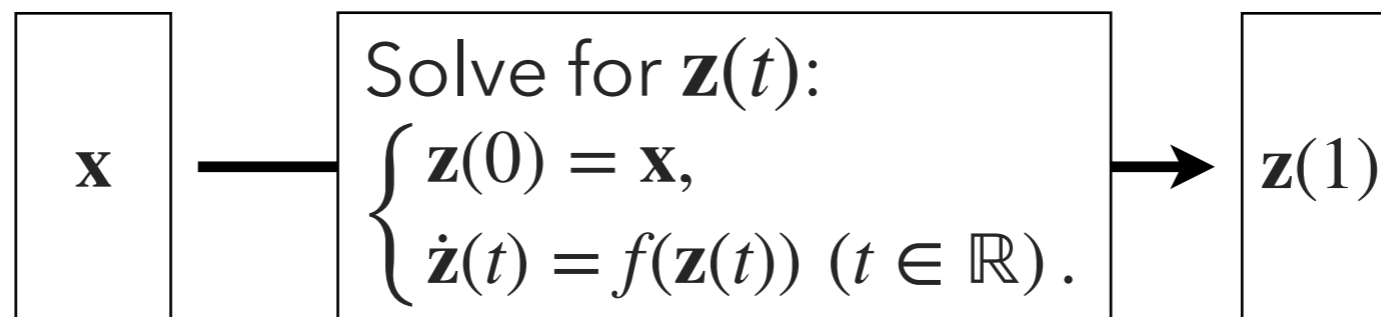 x
Solve for z(t):
z(0) = x,
ż(t) = f(z(t)) (t ∈ ℝ).
z(1)